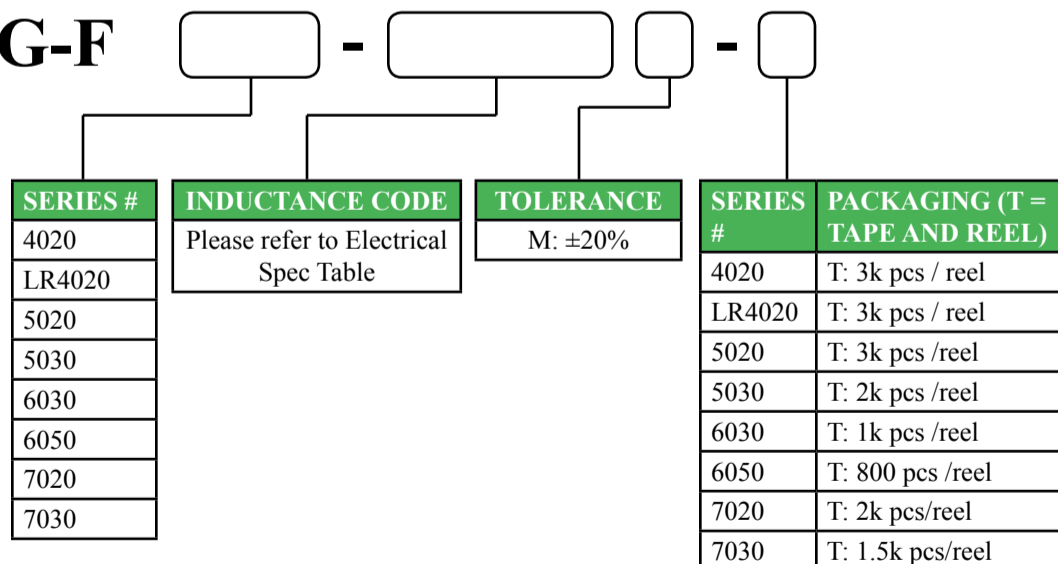 G-F - -
SERIES #
4020
LR4020
5020
5030
6030
6050
7020
7030
INDUCTANCE CODE
Please refer to Electrical
Spec Table
TOLERANCE
M: ±20%
SERIES # PACKAGING (T = TAPE AND REEL)
4020 T: 3k pcs / reel
LR4020 T: 3k pcs / reel
5020 T: 3k pcs /reel
5030 T: 2k pcs /reel
6030 T: 1k pcs /reel
6050 T: 800 pcs /reel
7020 T: 2k pcs/reel
7030 T: 1.5k pcs/reel